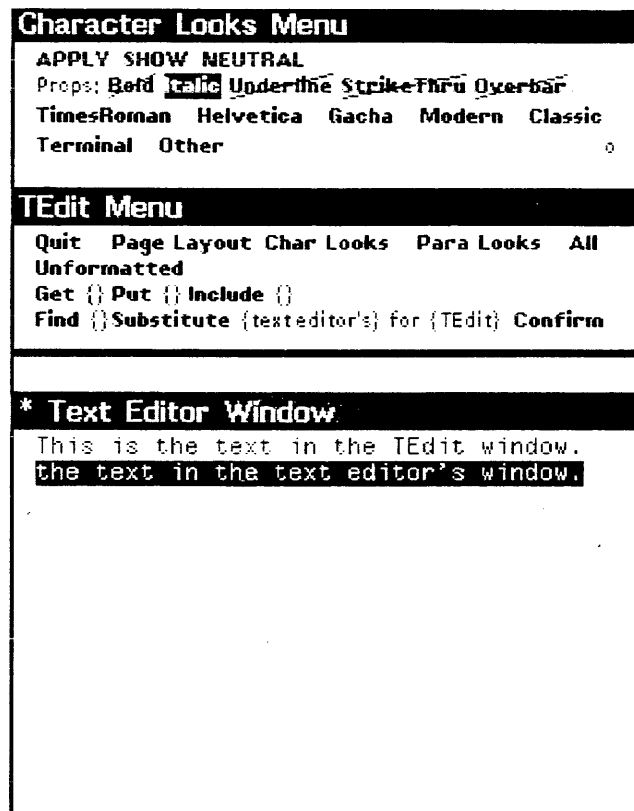 Character Looks Menu
APPLY SHOW NEUTRAL
Props: Bold Italic Underline StrikeThru Overbar
TimesRoman Helvetica Gacha Modern Classic
Terminal Other
TEdit Menu
Quit Page Layout Char Looks Para Looks All
Unformatted
Get {} Put {} Include {}
Find {} Substitute {text editor's} for {TEdit} Confirm
* Text Editor Window
This is the text in the TEdit window.
the text in the text editor's window.